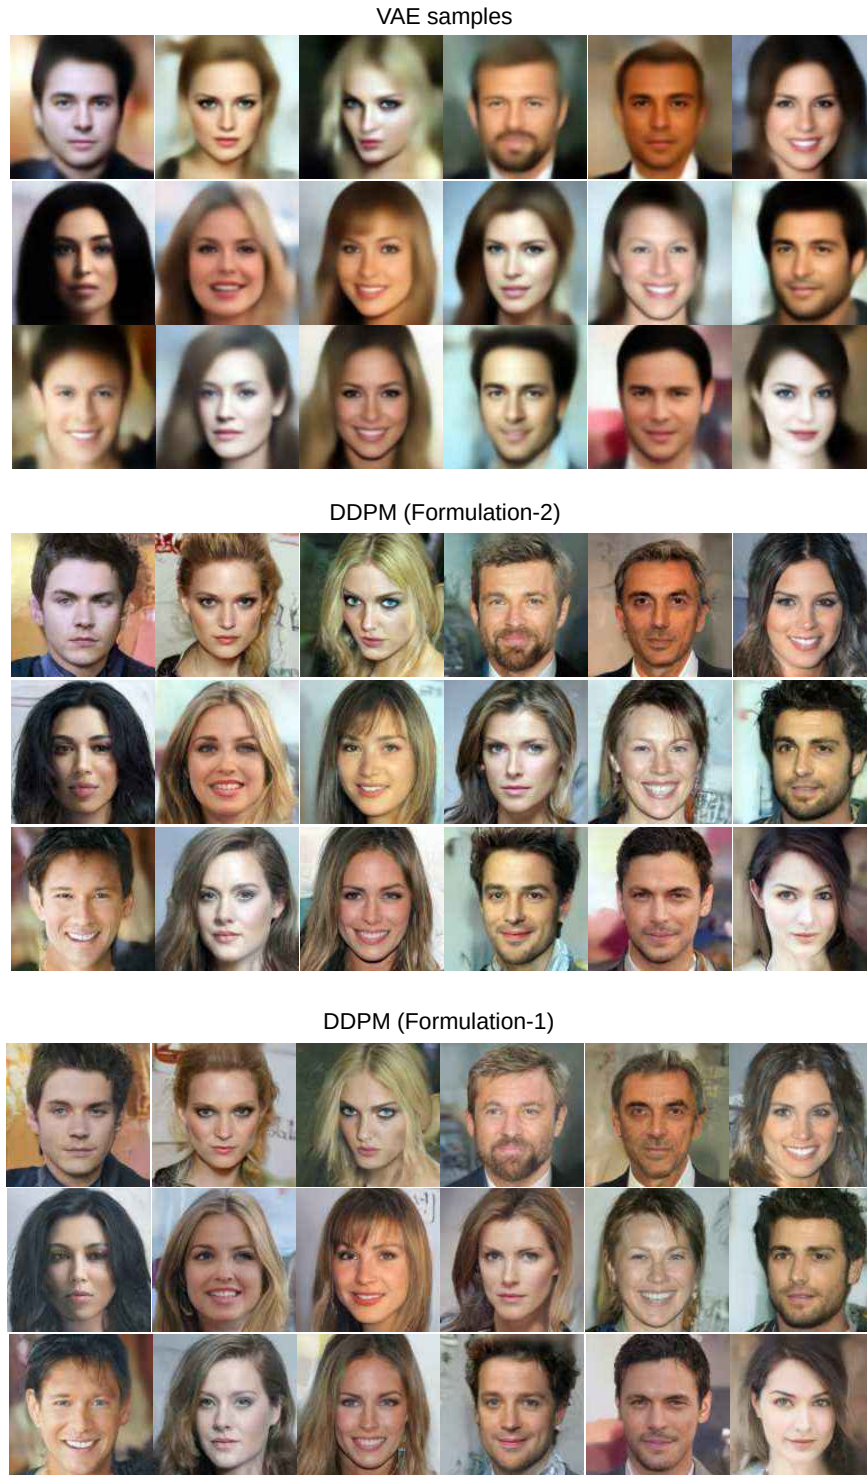 VAE samples
DDPM (Formulation-2)
DDPM (Formulation-1)